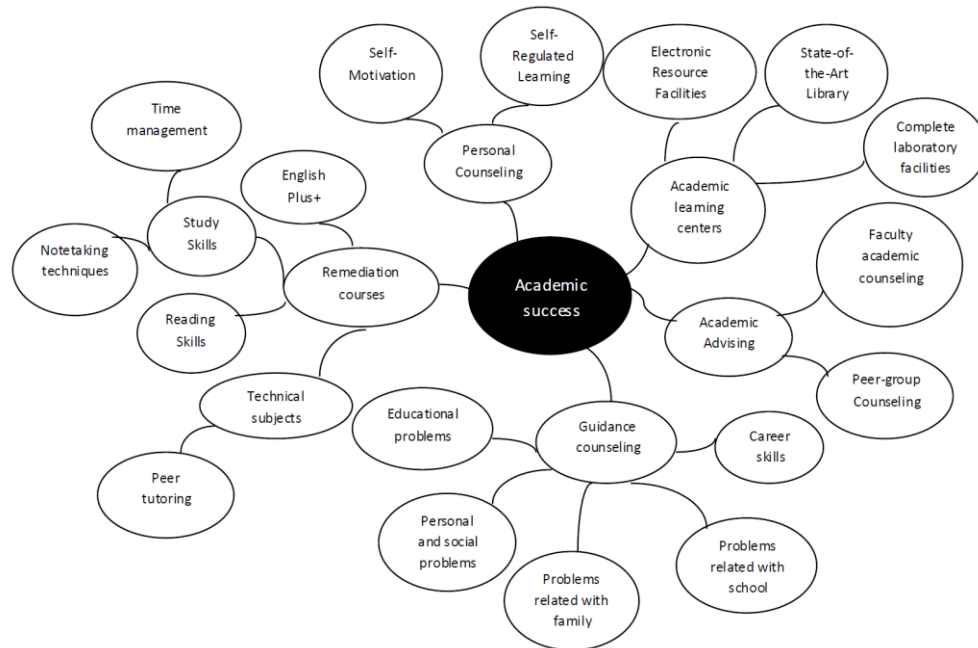 Self-
Motivation
Self-
Regulated
Learning
Electronic
Resource
Facilities
State-of-
the-Art
Library
Time
management
Personal
Counseling
Complete
laboratory
facilities
English
Plus+
Academic
learning
centers
Study
Skills
Notetaking
techniques
Remediation
courses
Academic
success
Faculty
academic
counseling
Reading
Skills
Academic
Advising
Technical
subjects
Educational
problems
Guidance
counseling
Career
skills
Peer-group
Counseling
Peer
tutoring
Personal
and social
problems
Problems
related with
family
Problems
related with
school